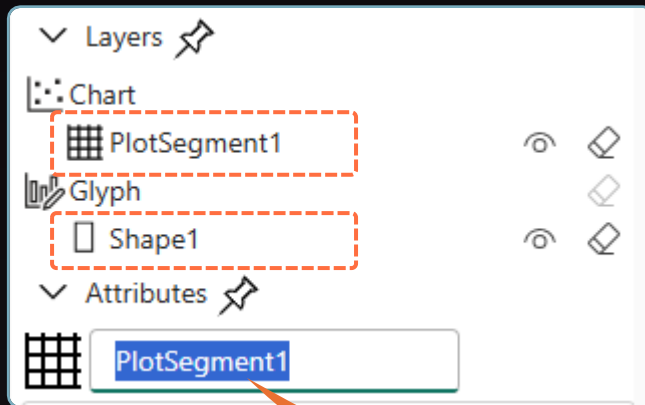 Layers
Chart
PlotSegment1
Glyph
Shape1
Attributes
PlotSegment1